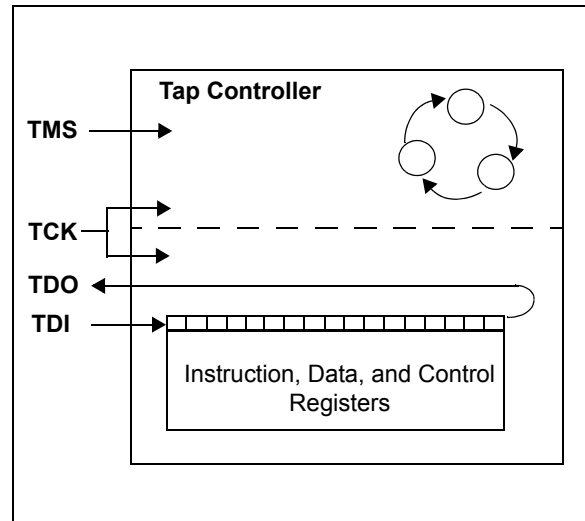 Tap Controller
TMS
TCK
TDO
TDI
Instruction, Data, and Control
Registers